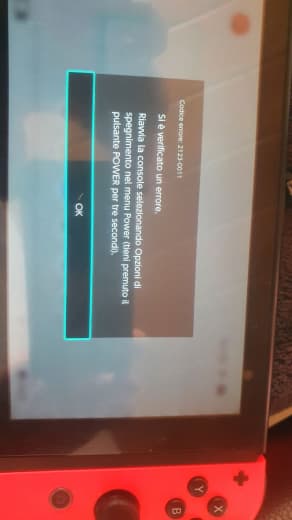 Codice errore: 2123-0011
Si è verificato un errore.
Riavvia la console selezionando Opzioni di
spegnimento nel menu Power (tieni premuto il
pulsante POWER per tre secondi).
OK
X
Y
B